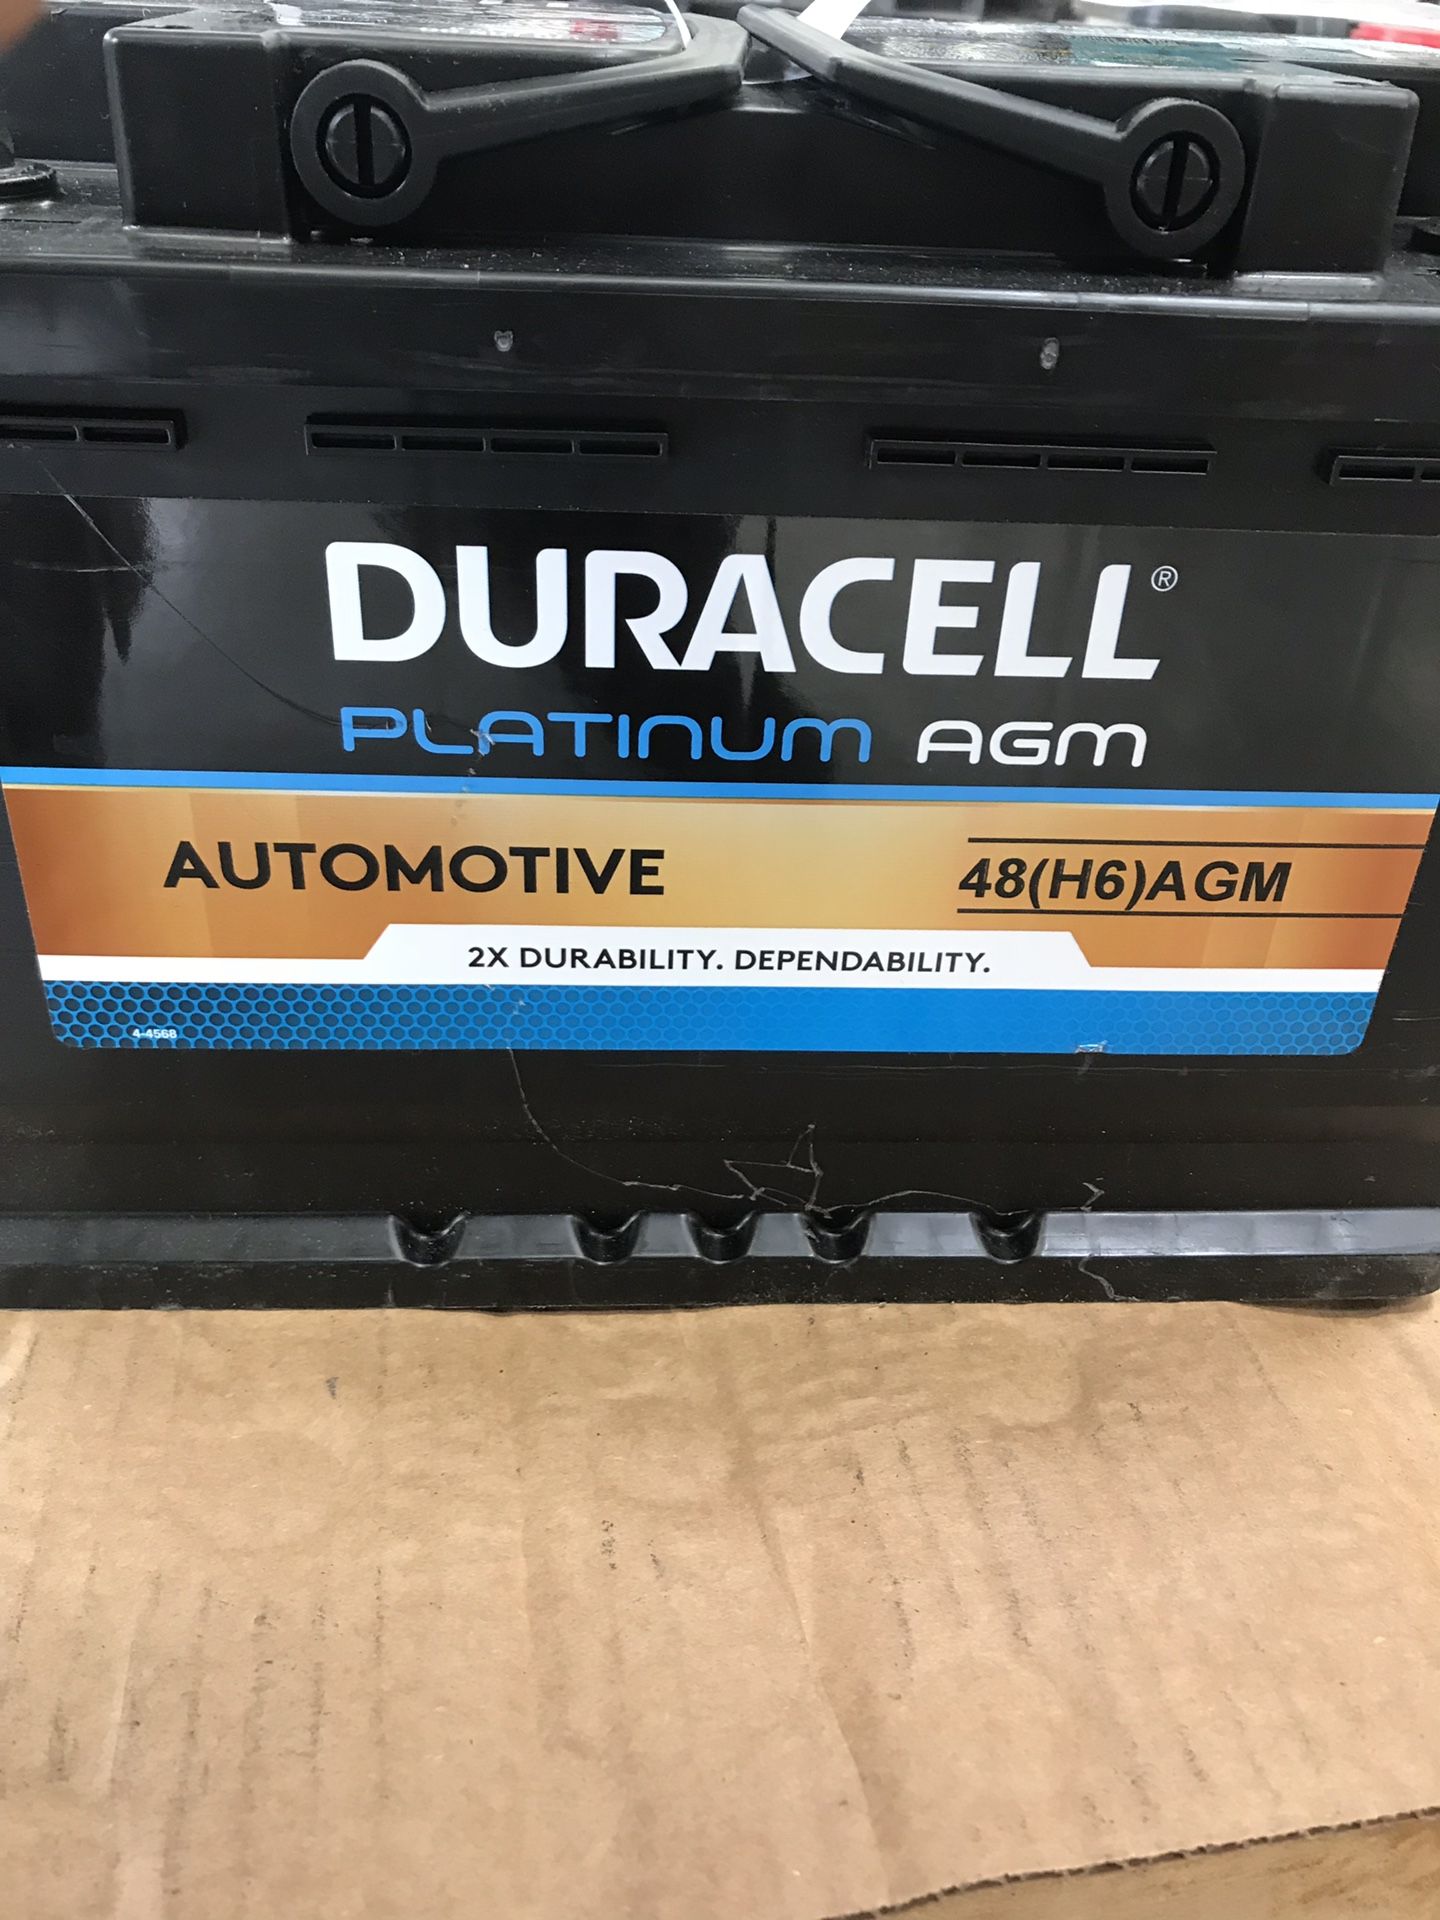 DURACELL®
PLATINUM AGM
AUTOMOTIVE 48(H6)AGM
2X DURABILITY. DEPENDABILITY.
4-4568